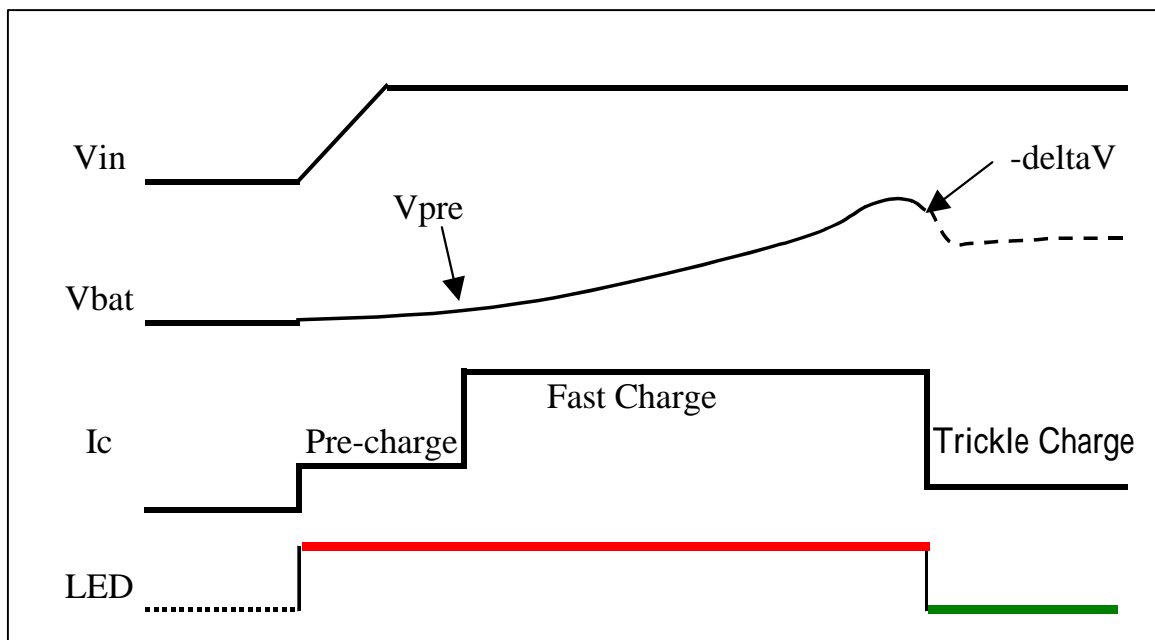 Vin
-deltaV
Vpre
Vbat
Fast Charge
Ic
Pre-charge
Trickle Charge
LED